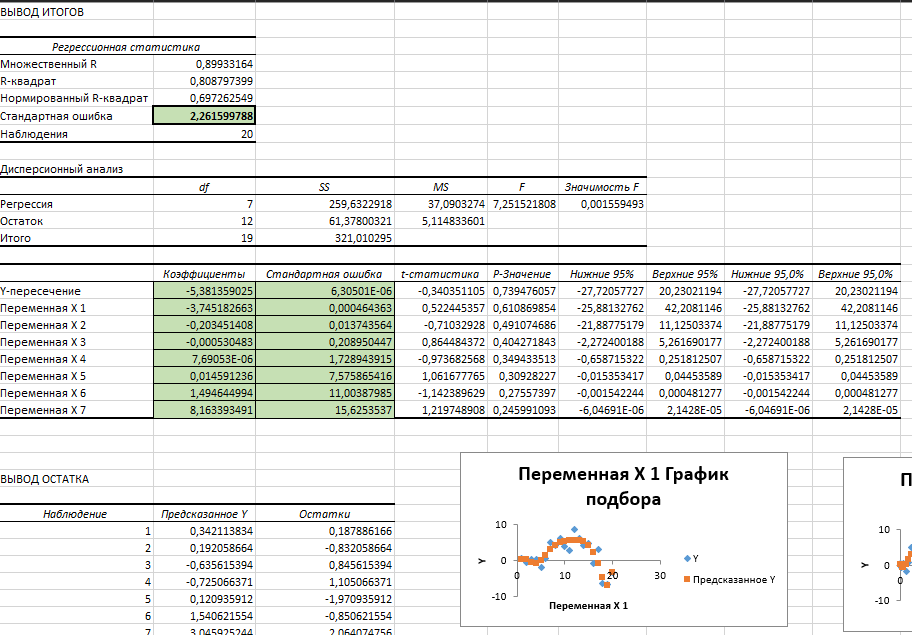 ВЫВОД ИТОГОВ
Регрессионная статистика
Множественный R 0,89933164
R-квадрат 0,808797399
Нормированный R-квадрат 0,697262549
Стандартная ошибка 2,261599788
Наблюдения 20
Дисперсионный анализ
df SS MS F Значимость F
Регрессия 7 259,6322918 37,0903274 7,251521808 0,001559493
Остаток 12 61,37800321 5,114833601
Итого 19 321,010295
Коэффициенты Стандартная ошибка t-статистика P-Значение Нижние 95% Верхние 95% Нижние 95,0% Верхние 95,0%
Y-пересечение -5,381359025 6,30501E-06 -0,340351105 0,739476057 -27,72057727 20,23021194 -27,72057727 20,23021194
Переменная X 1 -3,745182663 0,000464363 0,522445357 0,610869854 -25,88132762 42,2081146 -25,88132762 42,2081146
Переменная X 2 -0,203451408 0,013743564 -0,71032928 0,491074686 -21,88775179 11,12503374 -21,88775179 11,12503374
Переменная X 3 -0,000530483 0,208950447 0,864484372 0,404271843 -2,272400188 5,261690177 -2,272400188 5,261690177
Переменная X 4 7,69053E-06 1,728943915 -0,973682568 0,349433513 -0,658715322 0,251812507 -0,658715322 0,251812507
Переменная X 5 0,014591236 7,575865416 1,061677765 0,30928227 -0,015353417 0,04453589 -0,015353417 0,04453589
Переменная X 6 1,494644994 11,00387985 -1,142389629 0,27557397 -0,001542244 0,000481277 -0,001542244 0,000481277
Переменная X 7 8,163393491 15,6253537 1,219748908 0,245991093 -6,04691E-06 2,1428E-05 -6,04691E-06 2,1428E-05
ВЫВОД ОСТАТКА
Наблюдение Предсказанное Y Остатки
1 0,342113834 0,187886166
2 0,192058664 -0,832058664
3 -0,635615394 0,845615394
4 -0,725066371 1,105066371
5 0,120935912 -1,970935912
6 1,540621554 -0,850621554
7 3,045925244 2,064074756
Переменная X 1 График
подбора
10
0
-10
Y
0 10 20 30
Переменная X 1
Y
Предсказанное Y
П
10
0
-10
Y
0